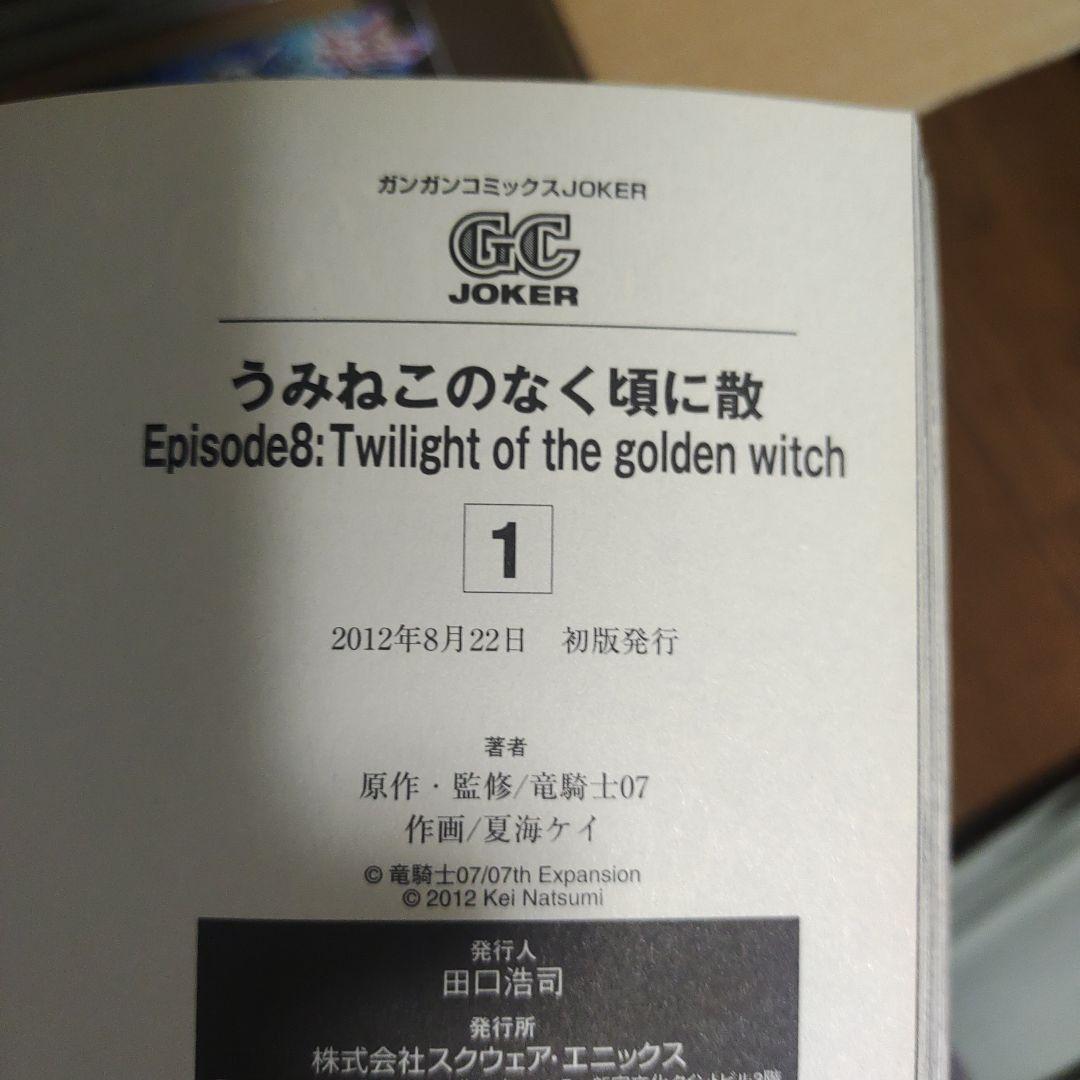 ガンガンコミックスJOKER
GC
JOKER
うみねこのなく頃に散
Episode8:Twilight of the golden witch
1
2012年8月22日　初版発行
著者
原作・監修/竜騎士07
作画/夏海ケイ
© 竜騎士07/07th Expansion
© 2012 Kei Natsumi
発行人
田口浩司
発行所
株式会社スクウェア・エニックス